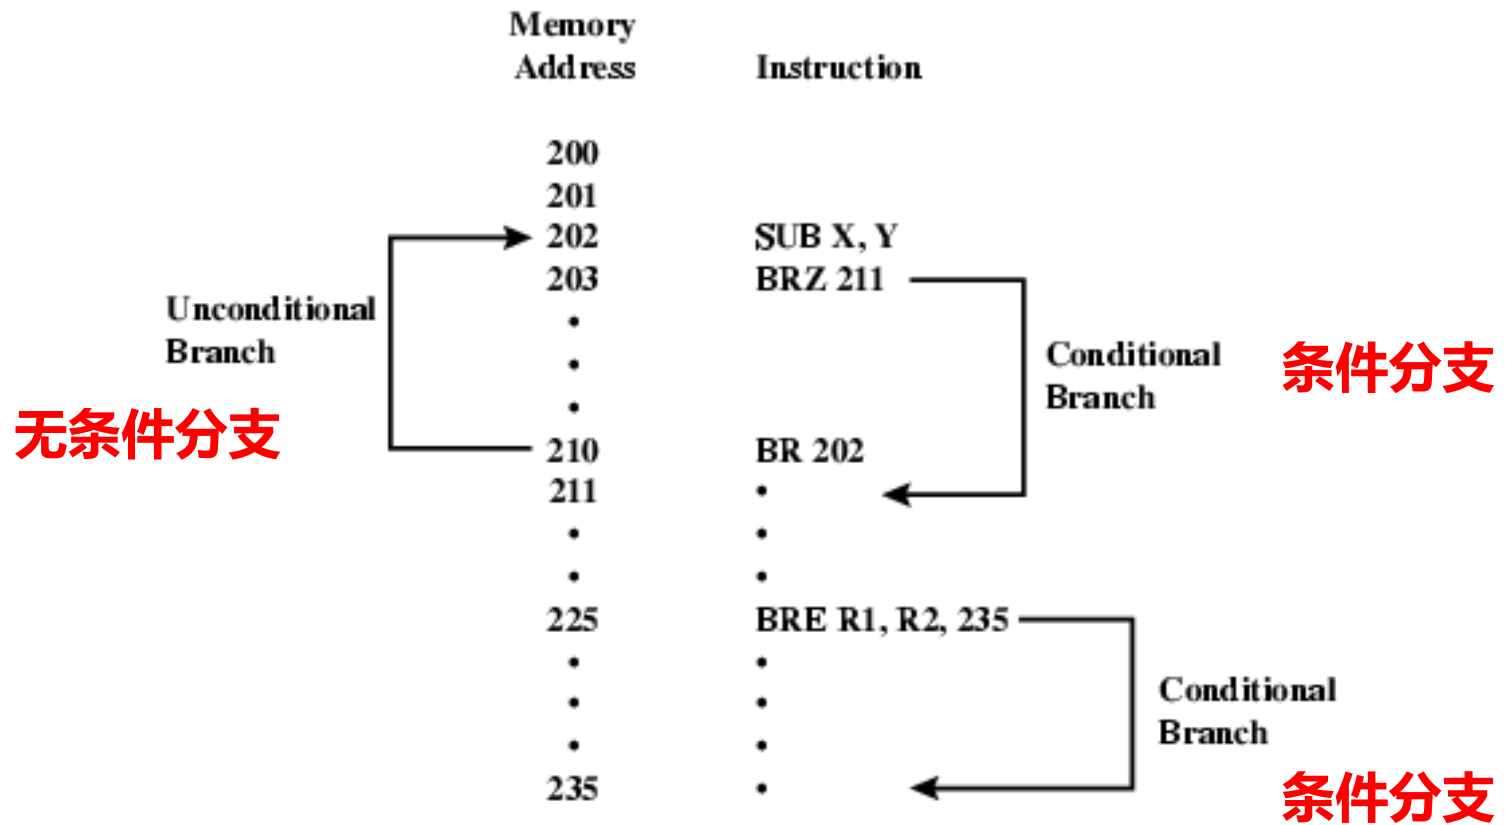 Memory
Address Instruction
200
201
202 SUB X, Y
203 BRZ 211
Unconditional
Branch
Conditional
Branch
条件分支
无条件分支
210 BR 202
211
225 BRE R1, R2, 235
Conditional
Branch
235
条件分支